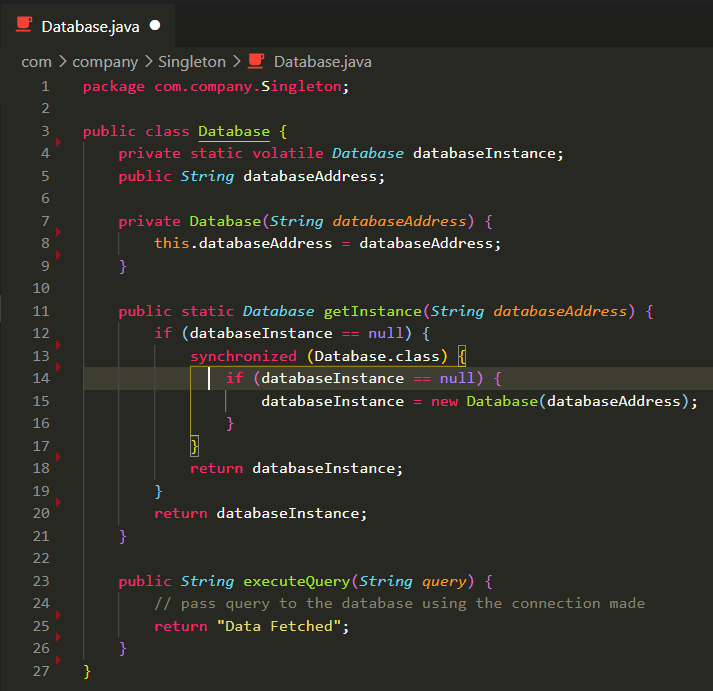 Database.java
com > company > Singleton > Database.java
1 package com.company.Singleton;
2
3 public class Database {
4     private static volatile Database databaseInstance;
5     public String databaseAddress;
6
7     private Database(String databaseAddress) {
8         this.databaseAddress = databaseAddress;
9     }
10
11     public static Database getInstance(String databaseAddress) {
12         if (databaseInstance == null) {
13             synchronized (Database.class) {
14                 if (databaseInstance == null) {
15                     databaseInstance = new Database(databaseAddress);
16                 }
17             }
18             return databaseInstance;
19         }
20         return databaseInstance;
21     }
22
23     public String executeQuery(String query) {
24         // pass query to the database using the connection made
25         return "Data Fetched";
26     }
27 }